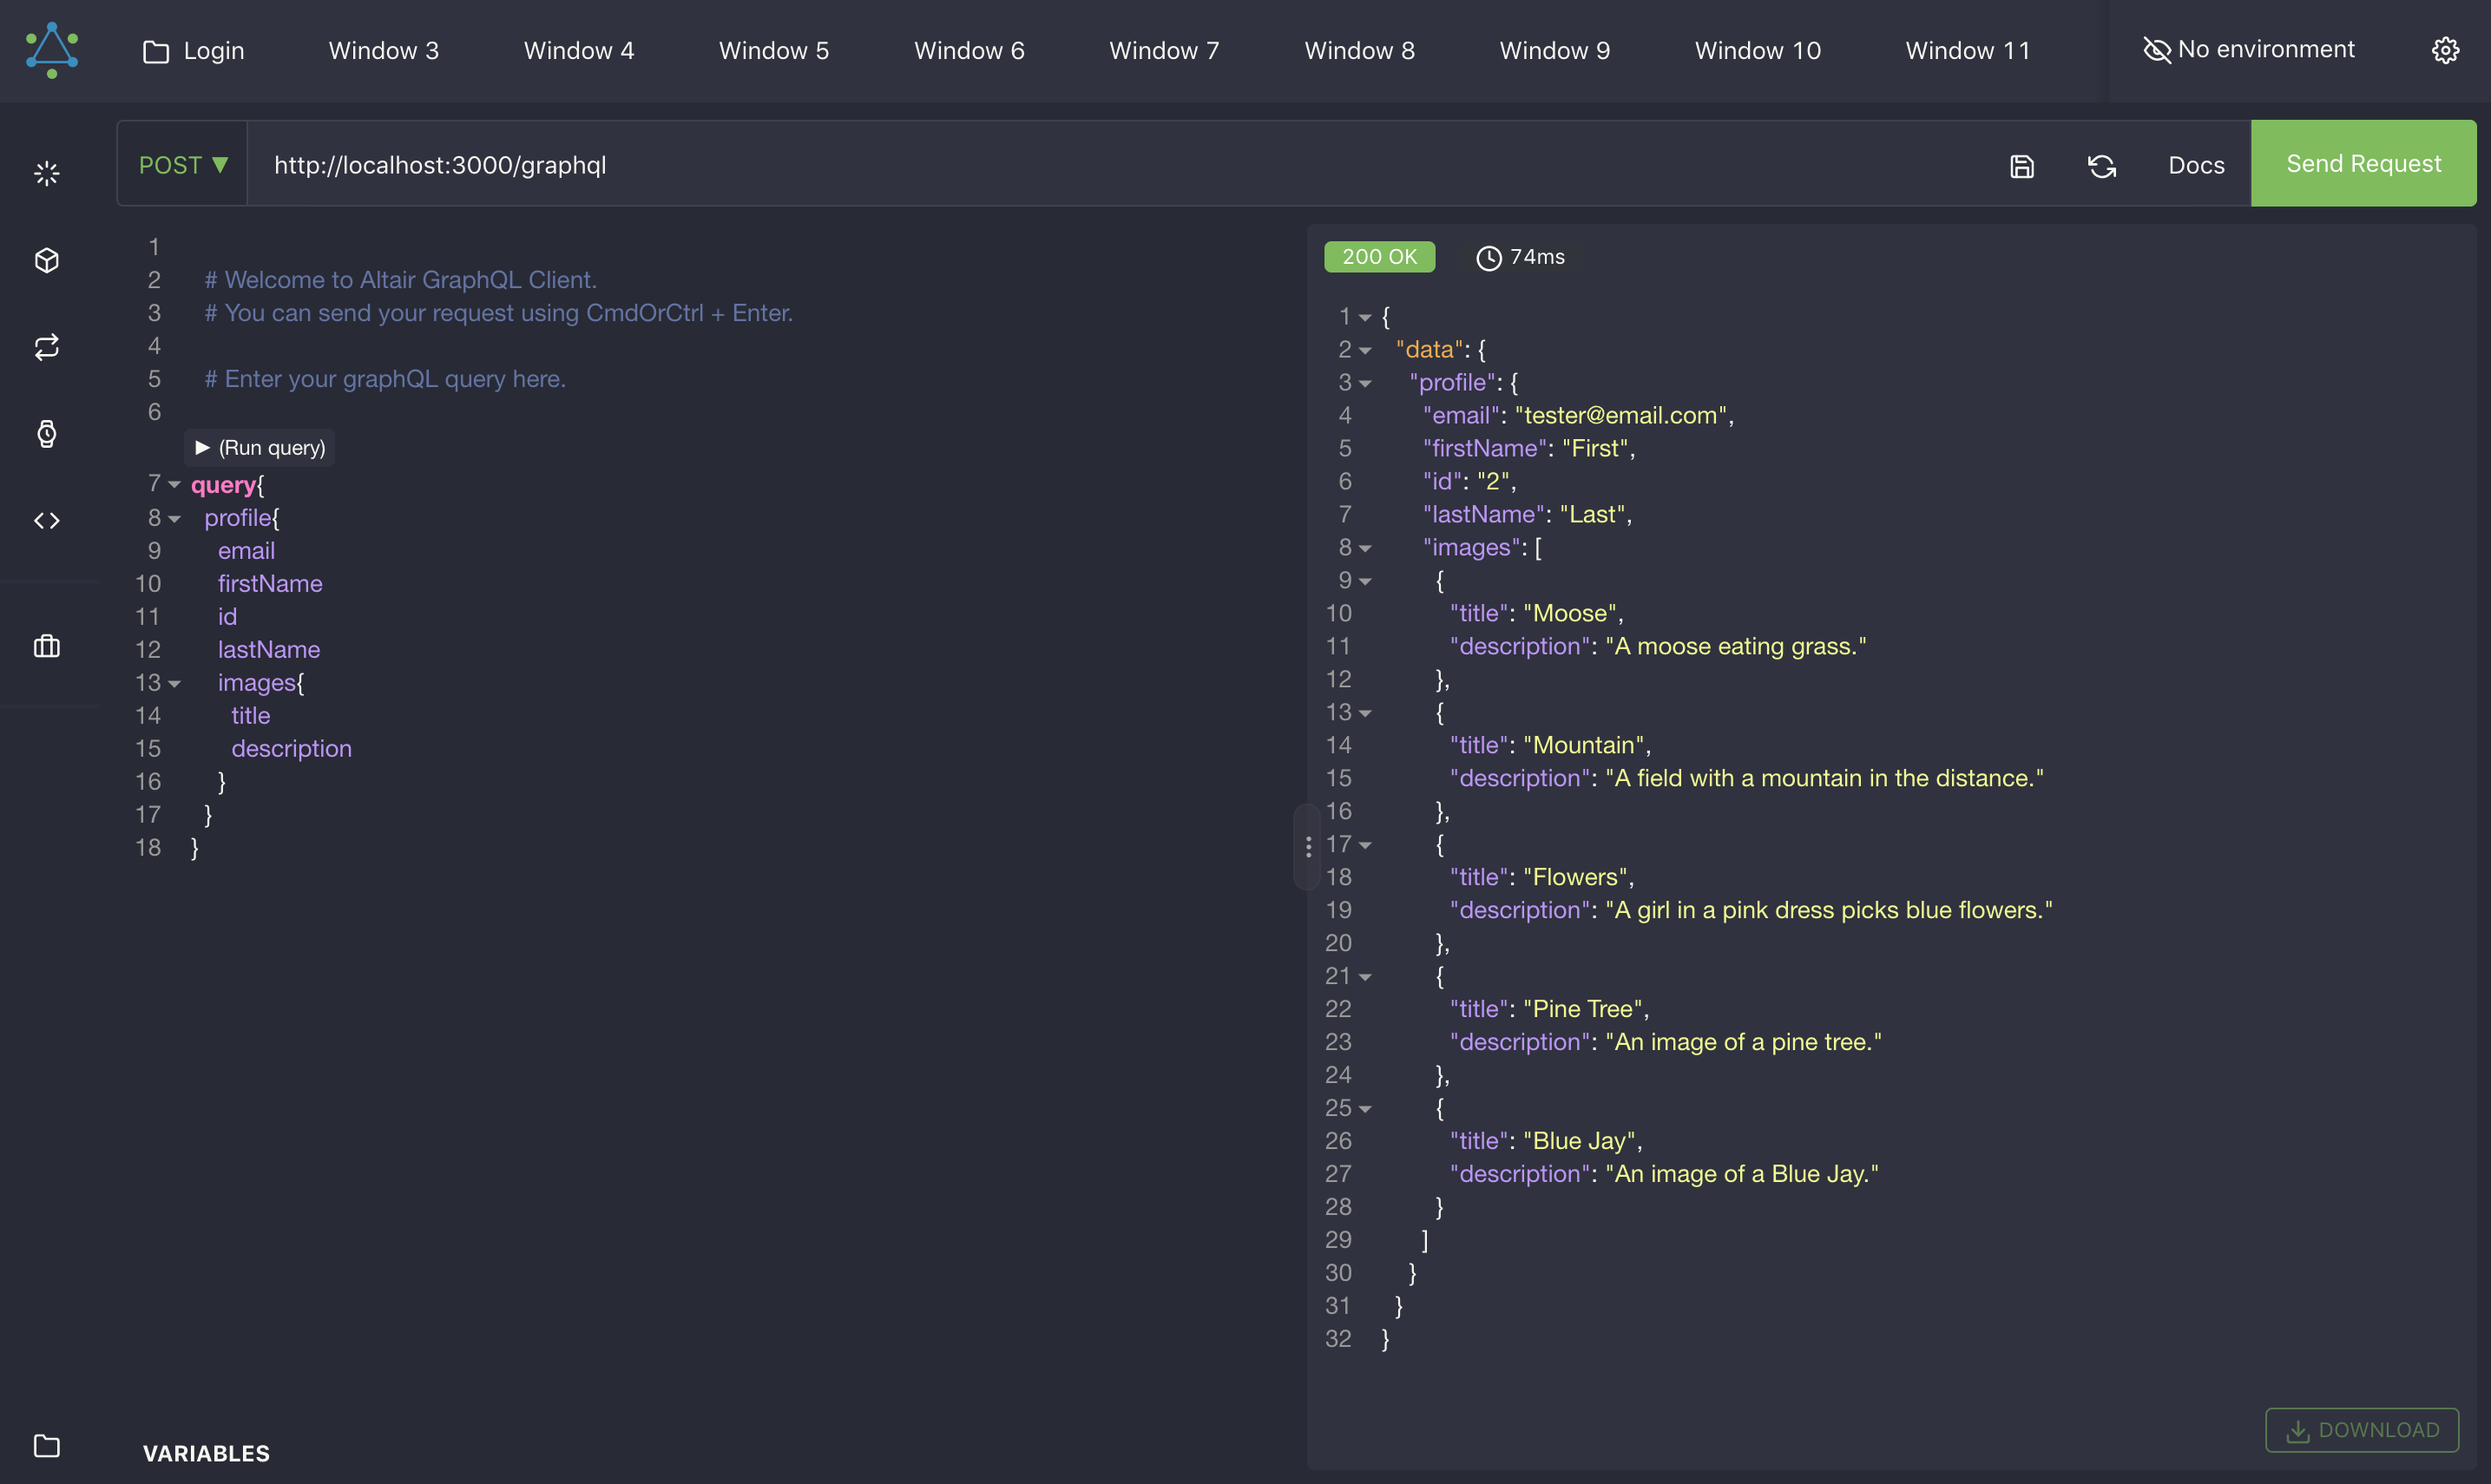 Login Window 3 Window 4 Window 5 Window 6 Window 7 Window 8 Window 9 Window 10 Window 11 No environment
POST ▼ http://localhost:3000/graphql Docs Send Request
1
2 # Welcome to Altair GraphQL Client.
3 # You can send your request using CmdOrCtrl + Enter.
4
5 # Enter your graphQL query here.
6
▶ (Run query)
7 query{
8 profile{
9 email
10 firstName
11 id
12 lastName
13 images{
14 title
15 description
16 }
17 }
18 }
VARIABLES
200 OK 74ms
1 {
2 "data": {
3 "profile": {
4 "email": "tester@email.com",
5 "firstName": "First",
6 "id": "2",
7 "lastName": "Last",
8 "images": [
9 {
10 "title": "Moose",
11 "description": "A moose eating grass."
12 },
13 {
14 "title": "Mountain",
15 "description": "A field with a mountain in the distance."
16 },
17 {
18 "title": "Flowers",
19 "description": "A girl in a pink dress picks blue flowers."
20 },
21 {
22 "title": "Pine Tree",
23 "description": "An image of a pine tree."
24 },
25 {
26 "title": "Blue Jay",
27 "description": "An image of a Blue Jay."
28 }
29 ]
30 }
31 }
32 }
DOWNLOAD